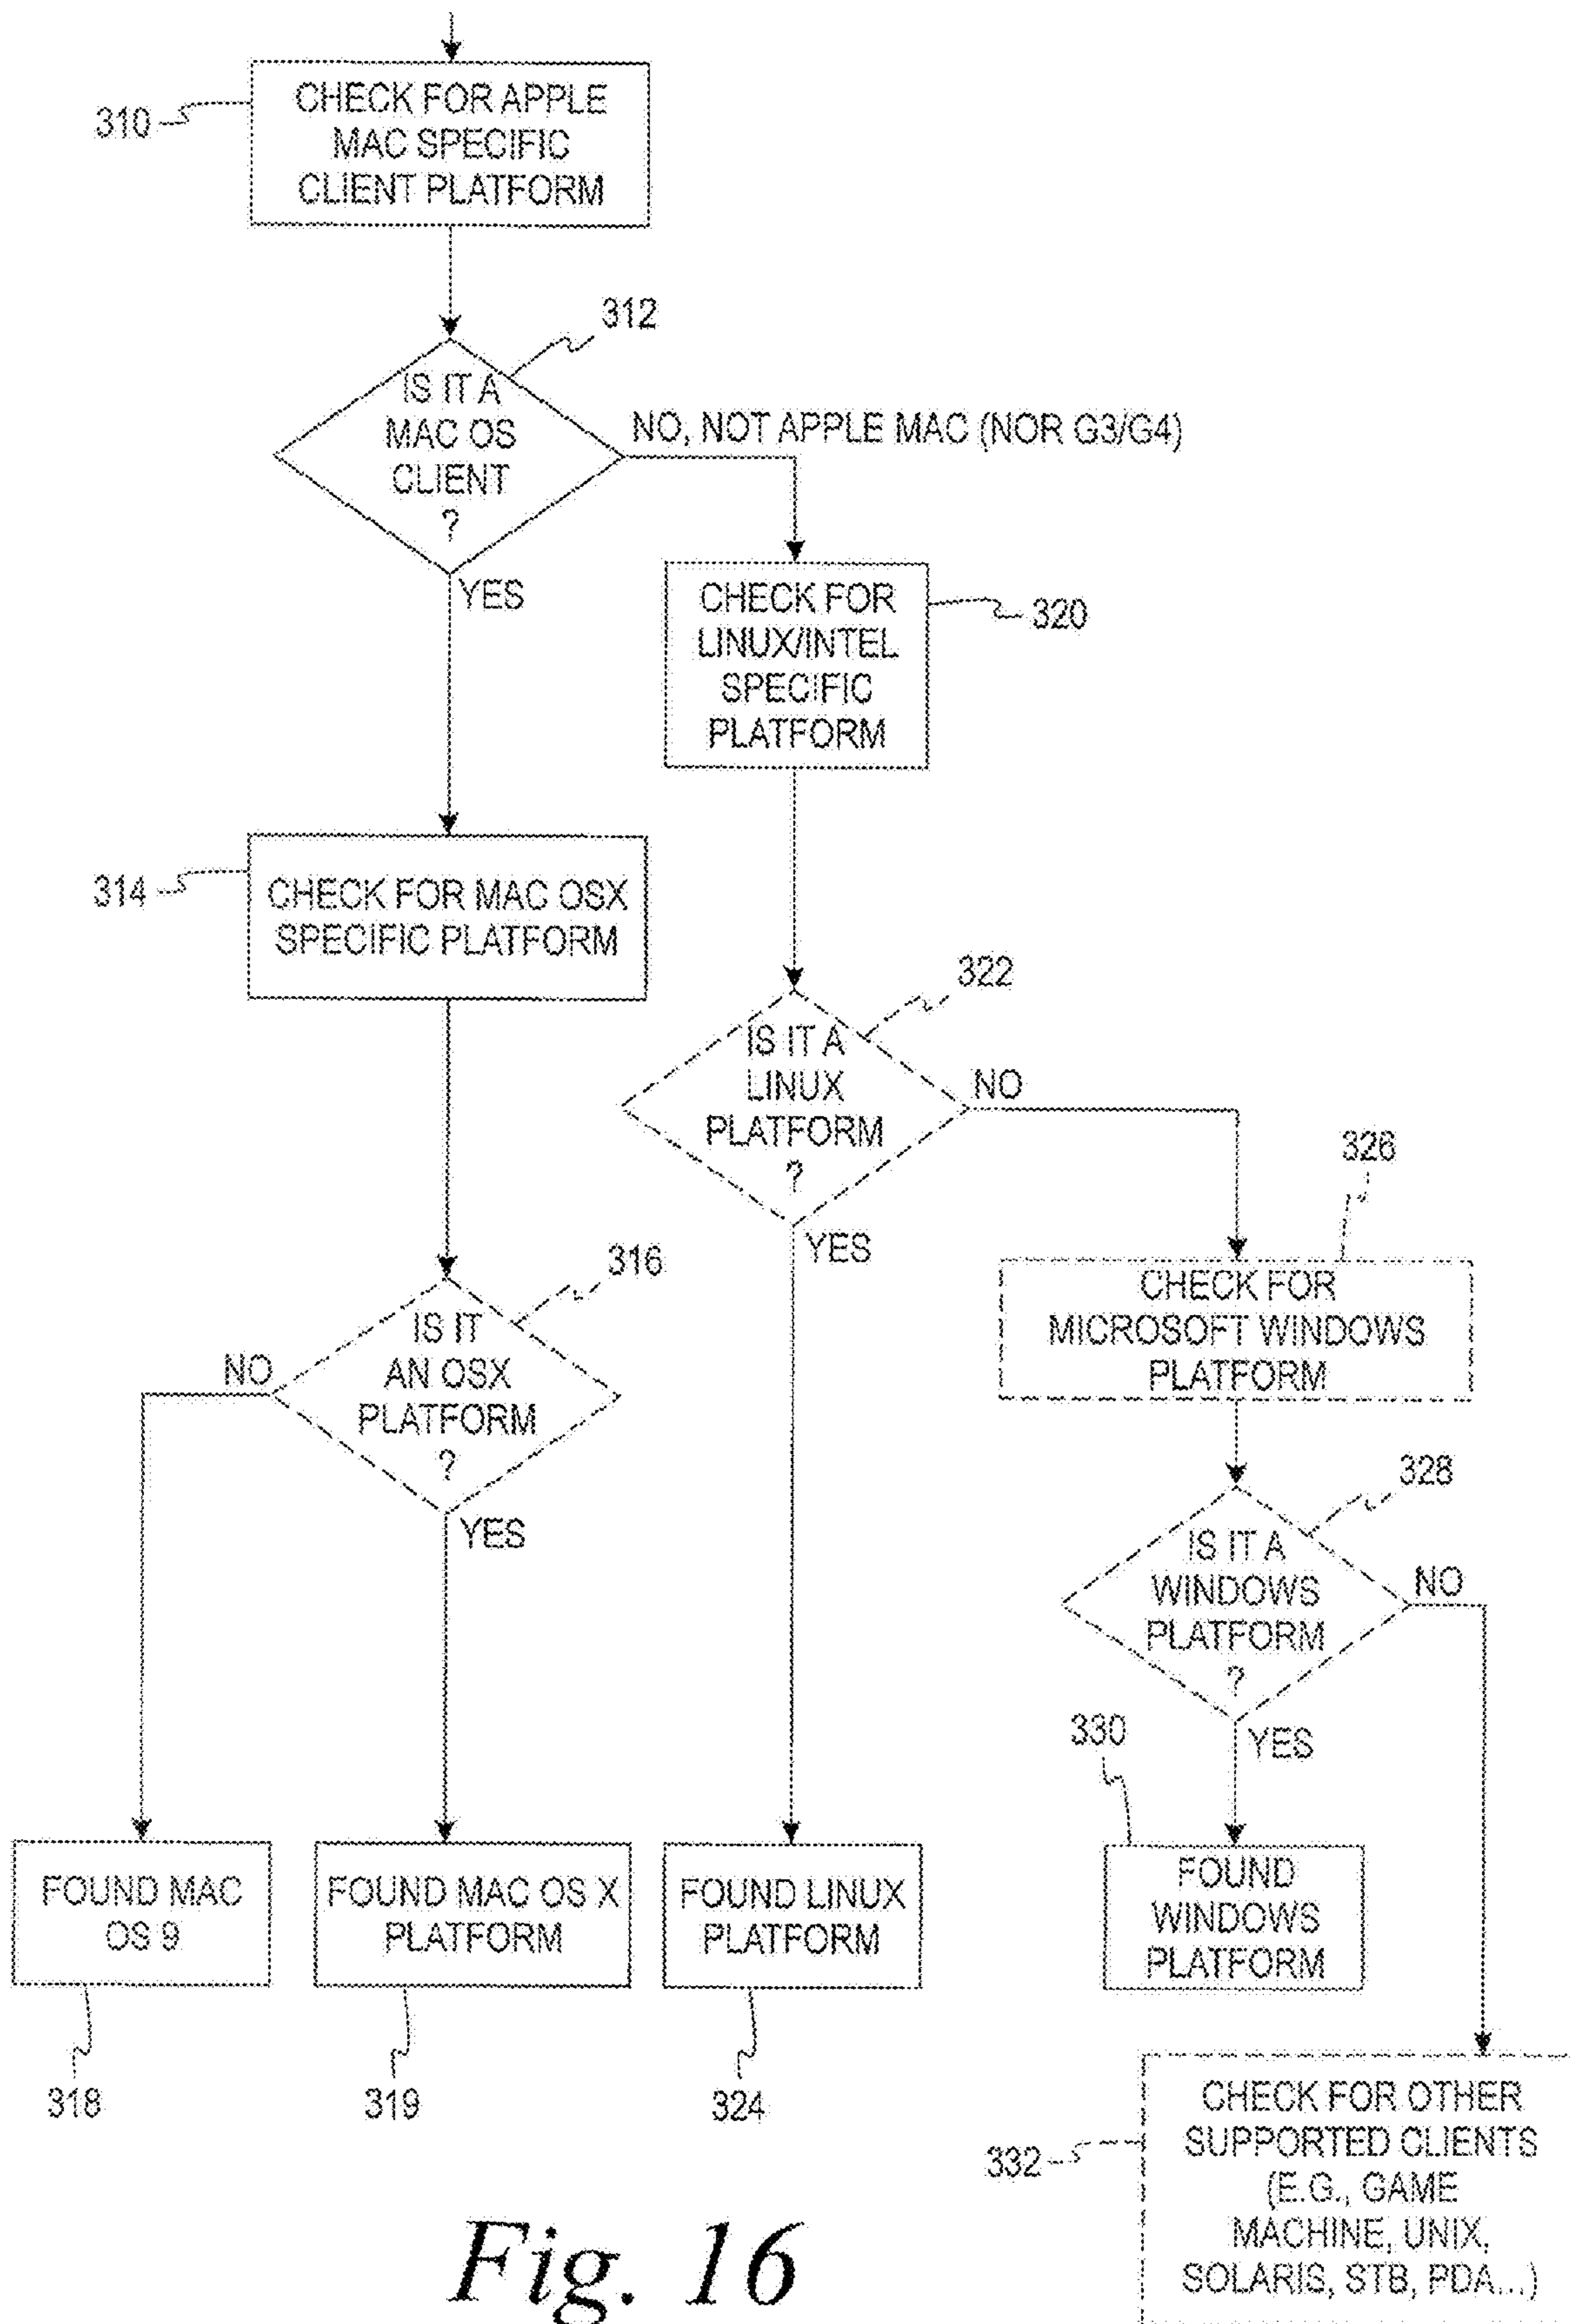 310
CHECK FOR APPLE
MAC SPECIFIC
CLIENT PLATFORM
312
IS IT A
MAC OS
CLIENT
?
NO, NOT APPLE MAC (NOR G3/G4)
YES
CHECK FOR
LINUX/INTEL
SPECIFIC
PLATFORM
320
314
CHECK FOR MAC OSX
SPECIFIC PLATFORM
322
IS IT A
LINUX
PLATFORM
?
NO
YES
326
CHECK FOR
MICROSOFT WINDOWS
PLATFORM
316
IS IT
AN OSX
PLATFORM
?
NO
YES
328
IS IT A
WINDOWS
PLATFORM
?
NO
YES
330
FOUND MAC
OS 9
FOUND MAC OS X
PLATFORM
FOUND LINUX
PLATFORM
FOUND
WINDOWS
PLATFORM
318
319
324
332
CHECK FOR OTHER
SUPPORTED CLIENTS
(E.G., GAME
MACHINE, UNIX,
SOLARIS, STB, PDA...)
Fig. 16